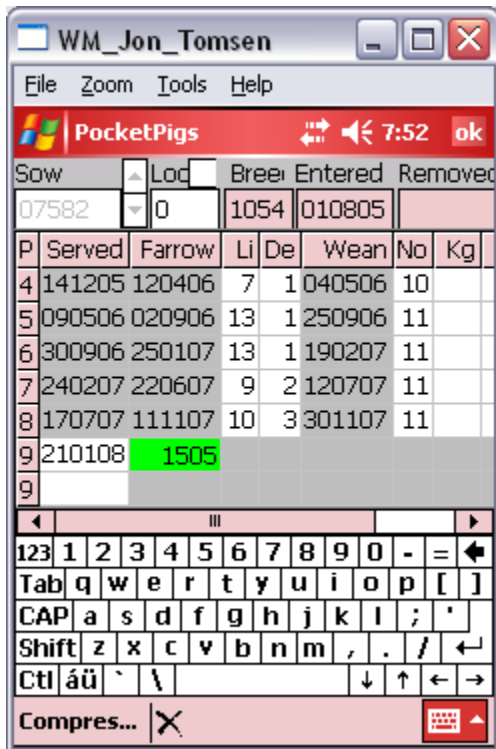 WM_Jon_Tomsen
File Zoom Tools Help
PocketPigs 7:52 ok
Sow Loc Bree Entered Removed
07582 0 1054 010805
P Served Farrow Li De Wean No Kg
4 141205 120406 7 1 040506 10
5 090506 020906 13 1 250906 11
6 300906 250107 13 1 190207 11
7 240207 220607 9 2 120707 11
8 170707 111107 10 3 301107 11
9 210108 1505
9
123 1 2 3 4 5 6 7 8 9 0 - =
Tab q w e r t y u i o p [ ]
CAP a s d f g h j k l ; '
Shift z x c v b n m , . /
Ctl áü ` \
Compres...